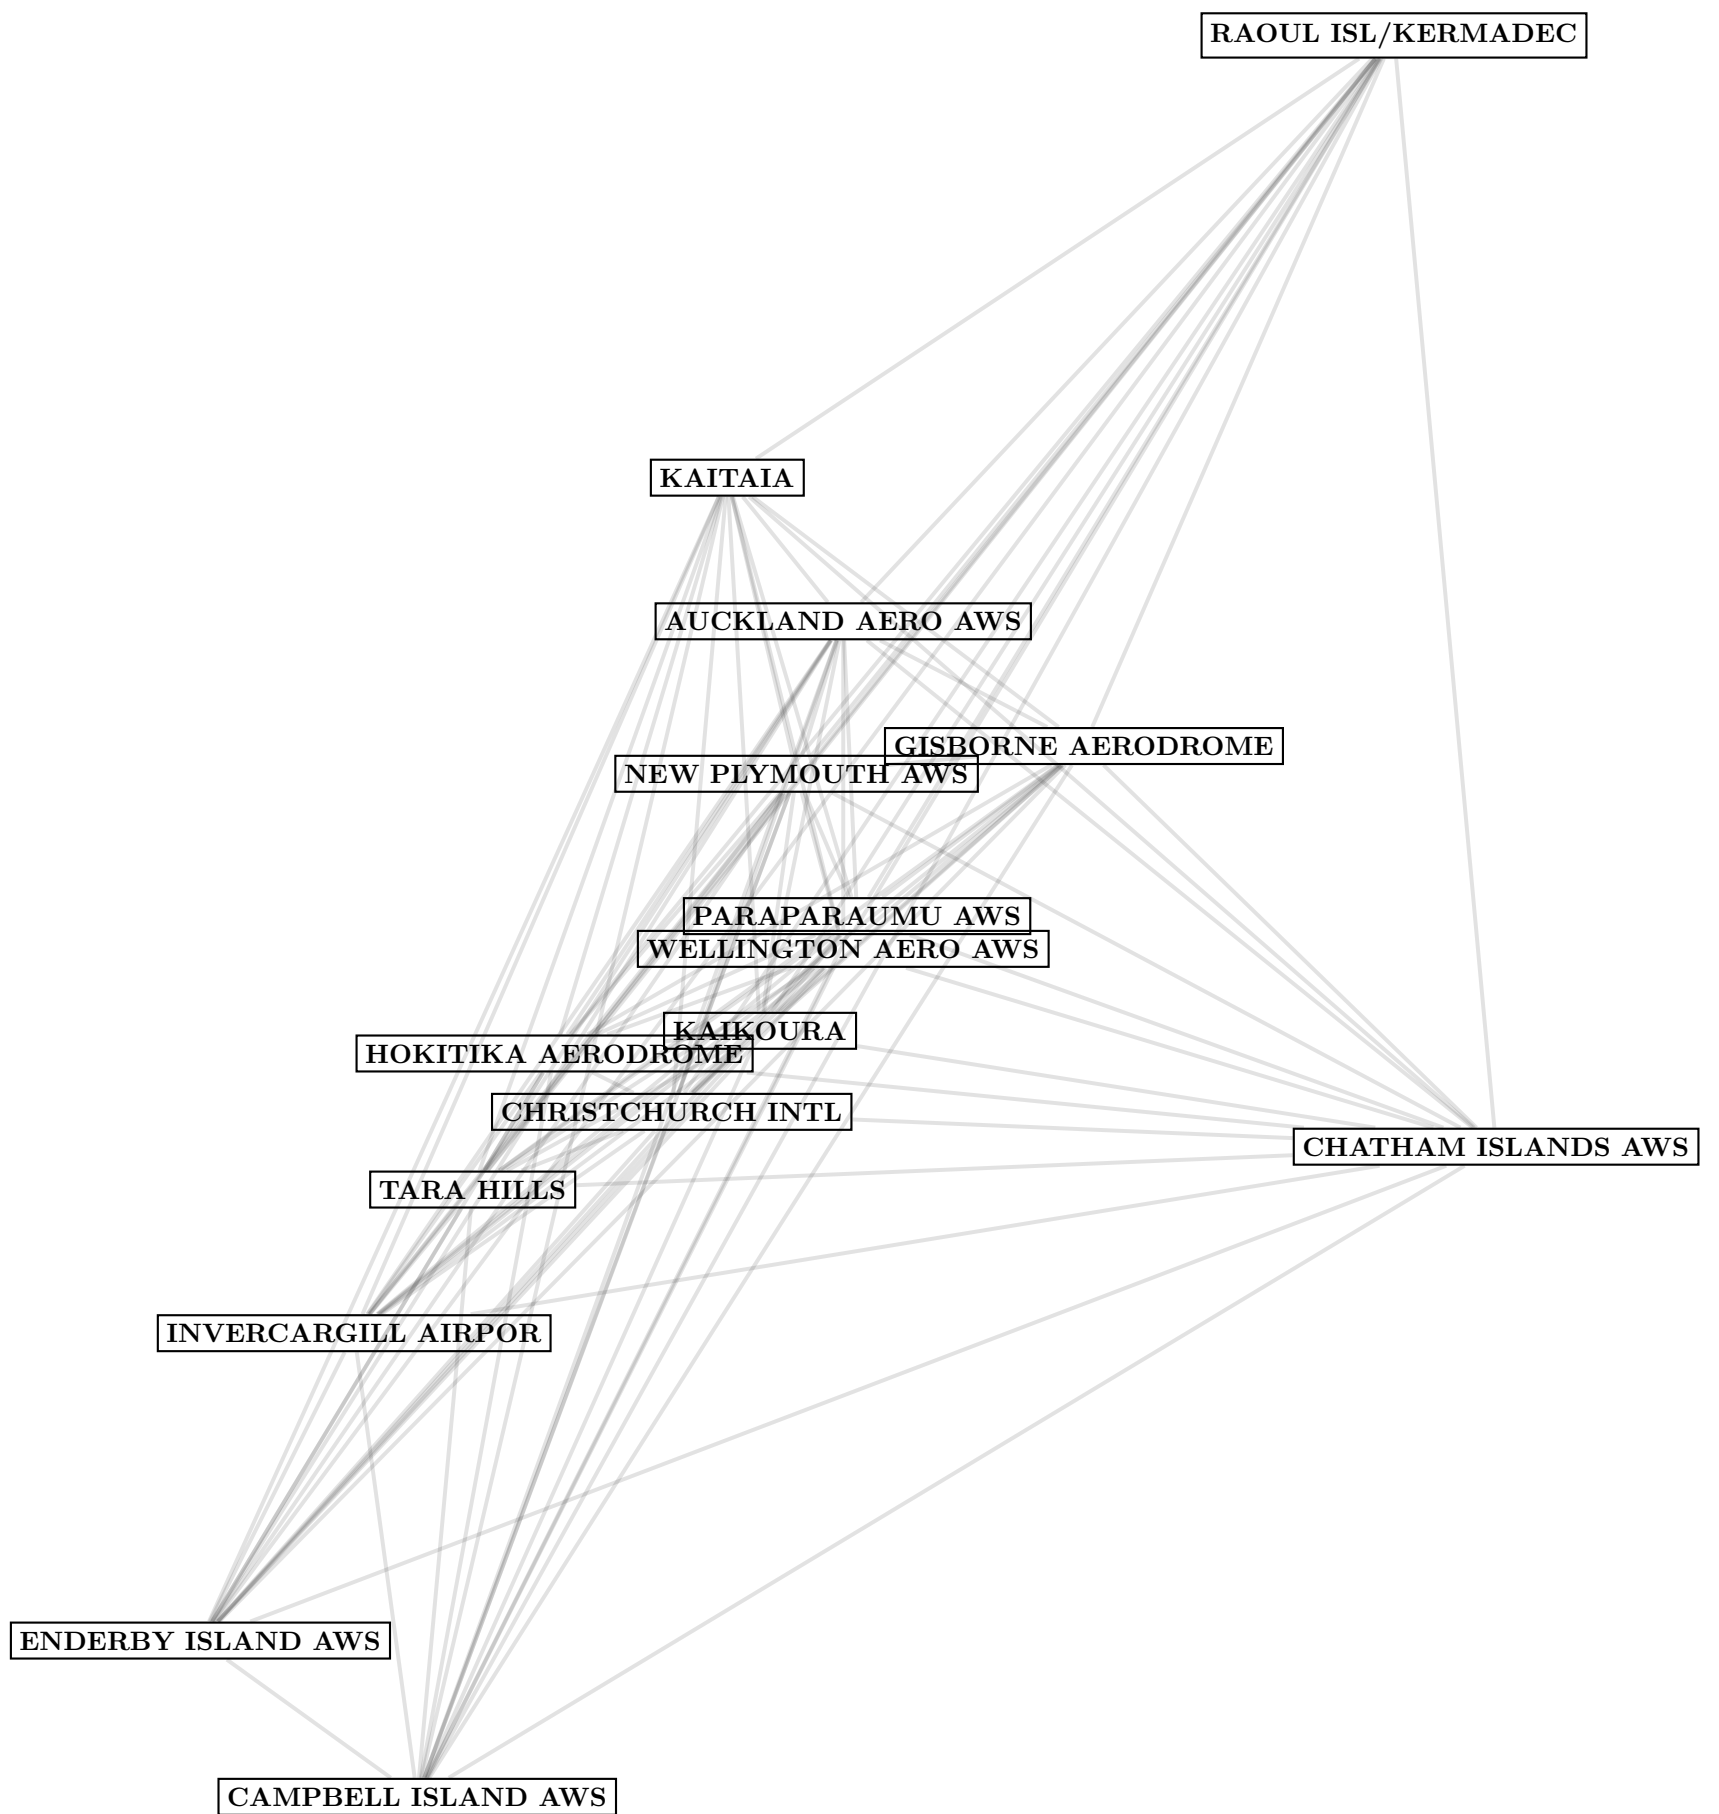 RAOUL ISL/KERMADEC
KAITAIA
AUCKLAND AERO AWS
GISBORNE AERODROME
NEW PLYMOUTH AWS
PARAPARAUMU AWS
WELLINGTON AERO AWS
KAIKOURA
HOKITIKA AERODROME
CHRISTCHURCH INTL
CHATHAM ISLANDS AWS
TARA HILLS
INVERCARGILL AIRPOR
ENDERBY ISLAND AWS
CAMPBELL ISLAND AWS